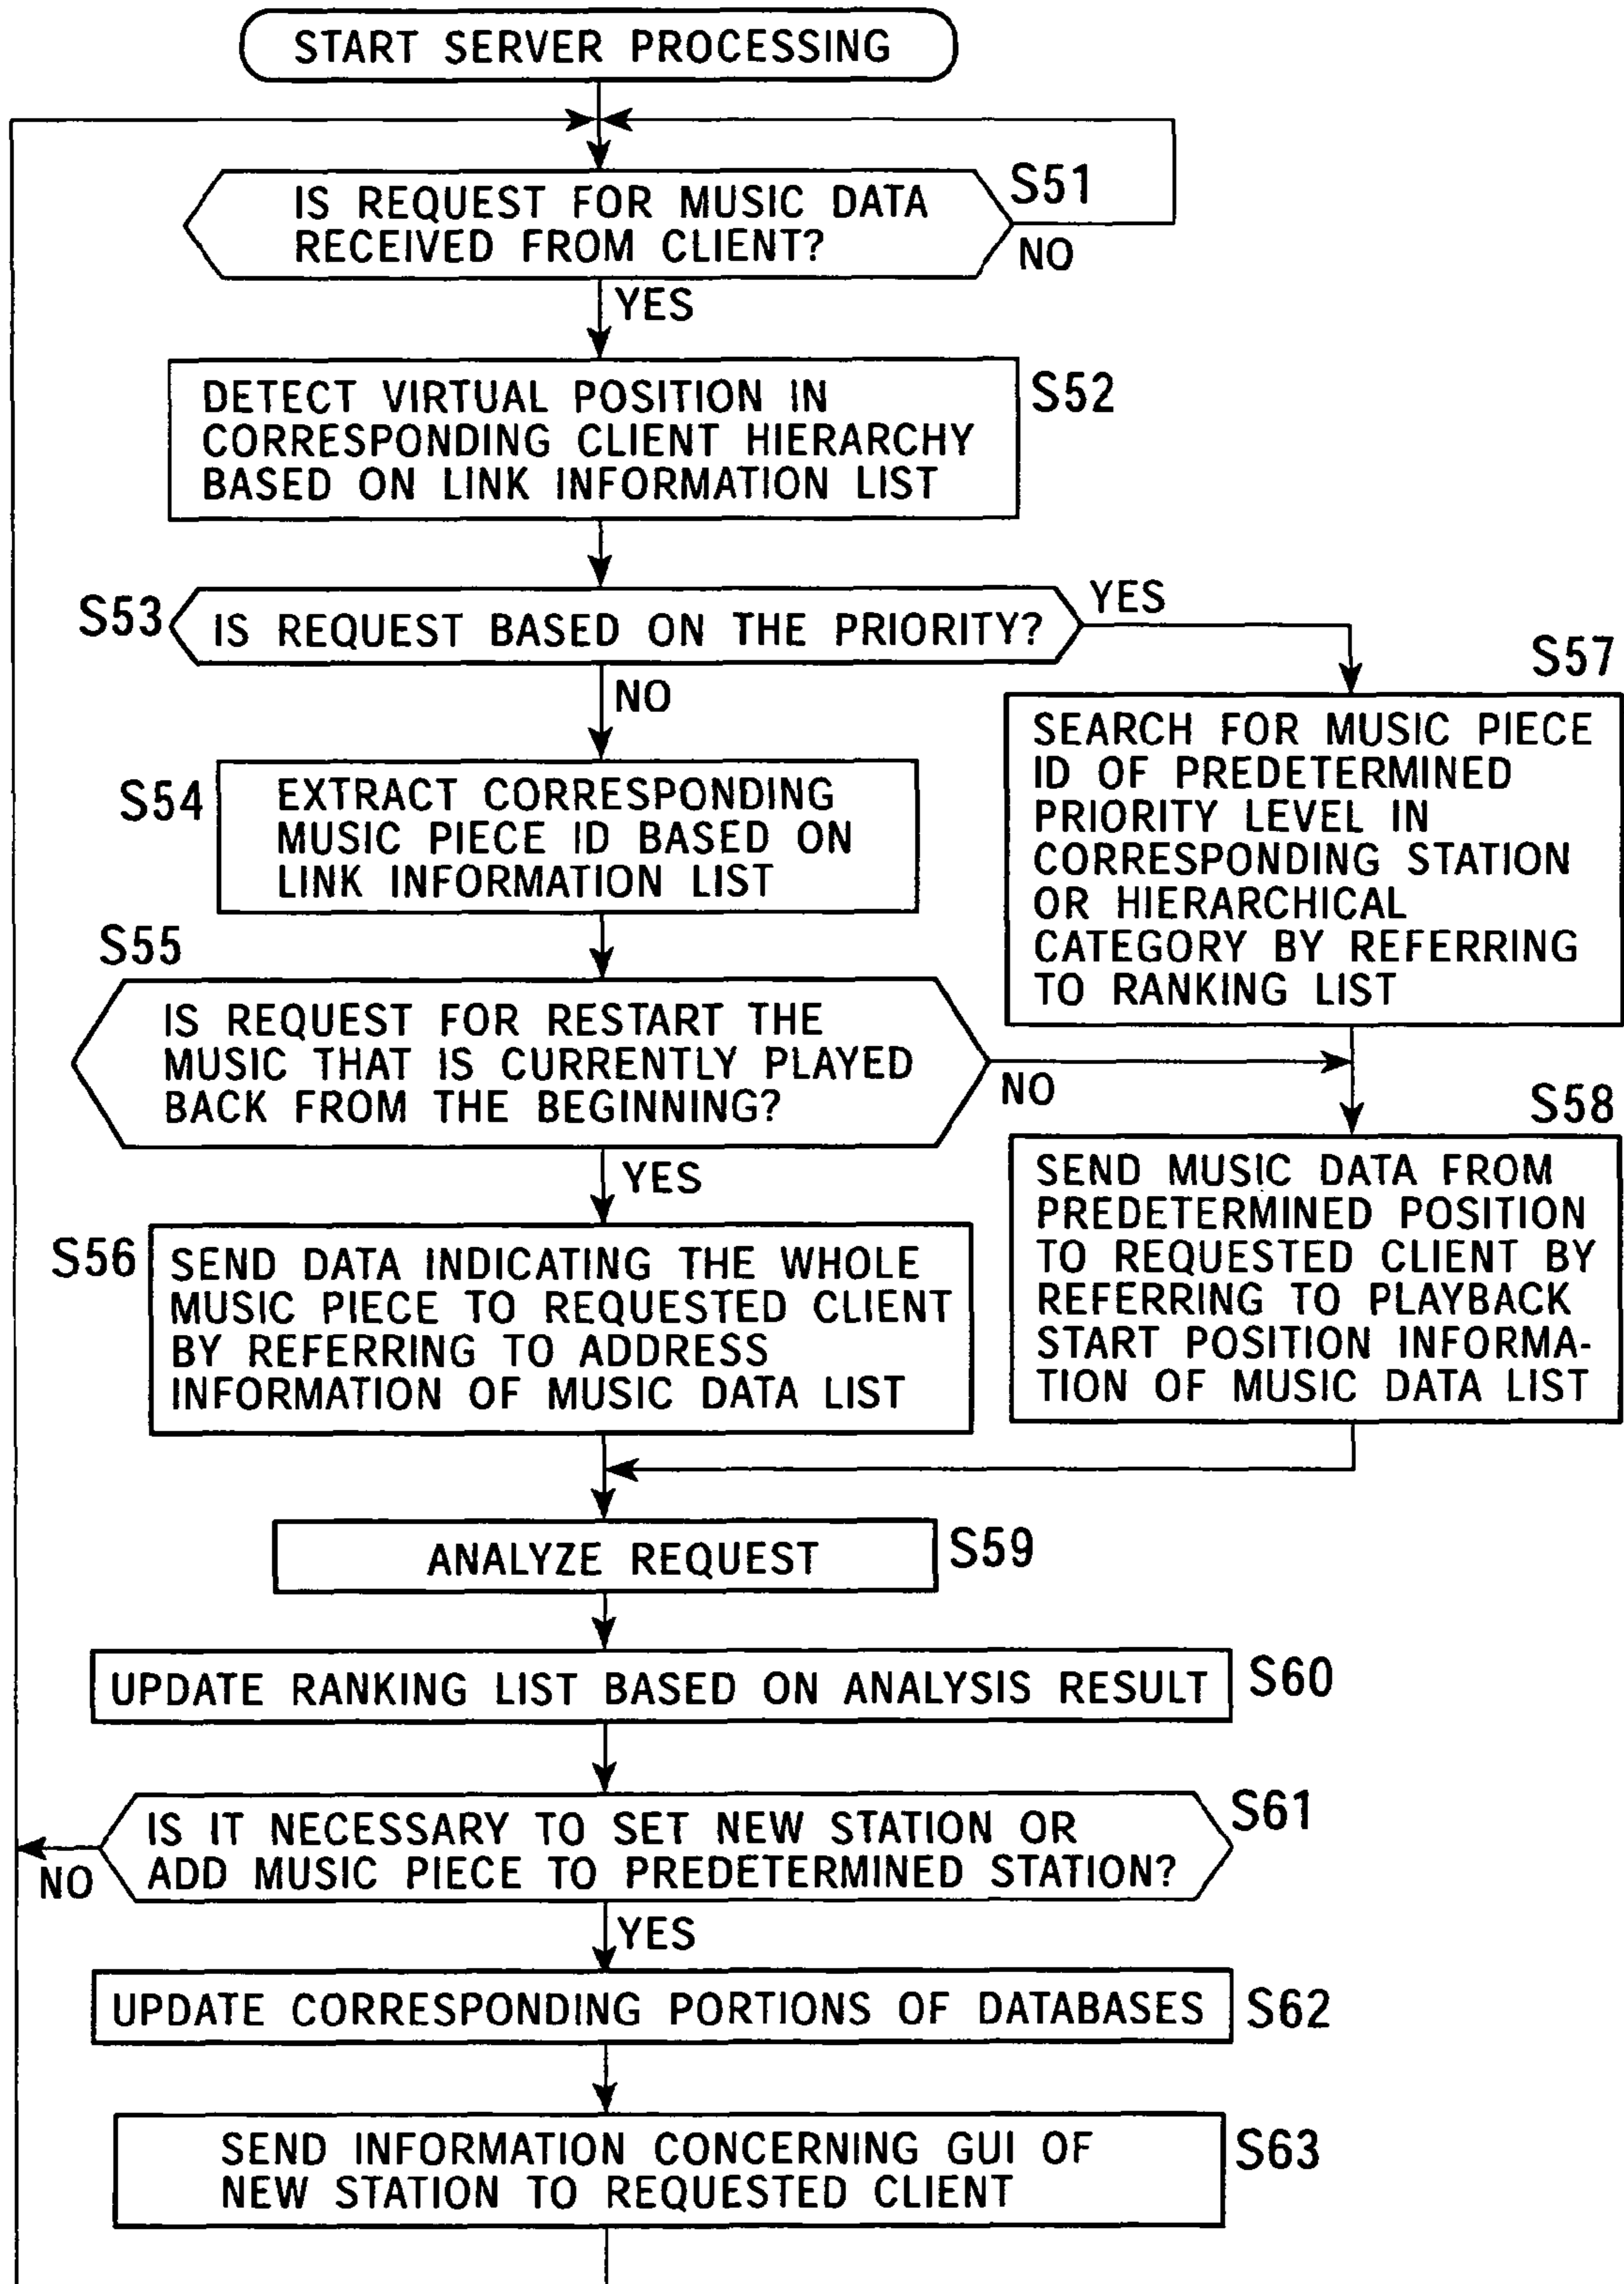 START SERVER PROCESSING
IS REQUEST FOR MUSIC DATA
RECEIVED FROM CLIENT?
S51
NO
YES
DETECT VIRTUAL POSITION IN
CORRESPONDING CLIENT HIERARCHY
BASED ON LINK INFORMATION LIST
S52
S53
IS REQUEST BASED ON THE PRIORITY?
YES
NO
S57
SEARCH FOR MUSIC PIECE
ID OF PREDETERMINED
PRIORITY LEVEL IN
CORRESPONDING STATION
OR HIERARCHICAL
CATEGORY BY REFERRING
TO RANKING LIST
S54
EXTRACT CORRESPONDING
MUSIC PIECE ID BASED ON
LINK INFORMATION LIST
S55
IS REQUEST FOR RESTART THE
MUSIC THAT IS CURRENTLY PLAYED
BACK FROM THE BEGINNING?
NO
YES
S58
SEND MUSIC DATA FROM
PREDETERMINED POSITION
TO REQUESTED CLIENT BY
REFERRING TO PLAYBACK
START POSITION INFORMA-
TION OF MUSIC DATA LIST
S56
SEND DATA INDICATING THE WHOLE
MUSIC PIECE TO REQUESTED CLIENT
BY REFERRING TO ADDRESS
INFORMATION OF MUSIC DATA LIST
ANALYZE REQUEST
S59
UPDATE RANKING LIST BASED ON ANALYSIS RESULT
S60
IS IT NECESSARY TO SET NEW STATION OR
ADD MUSIC PIECE TO PREDETERMINED STATION?
S61
NO
YES
UPDATE CORRESPONDING PORTIONS OF DATABASES
S62
SEND INFORMATION CONCERNING GUI OF
NEW STATION TO REQUESTED CLIENT
S63